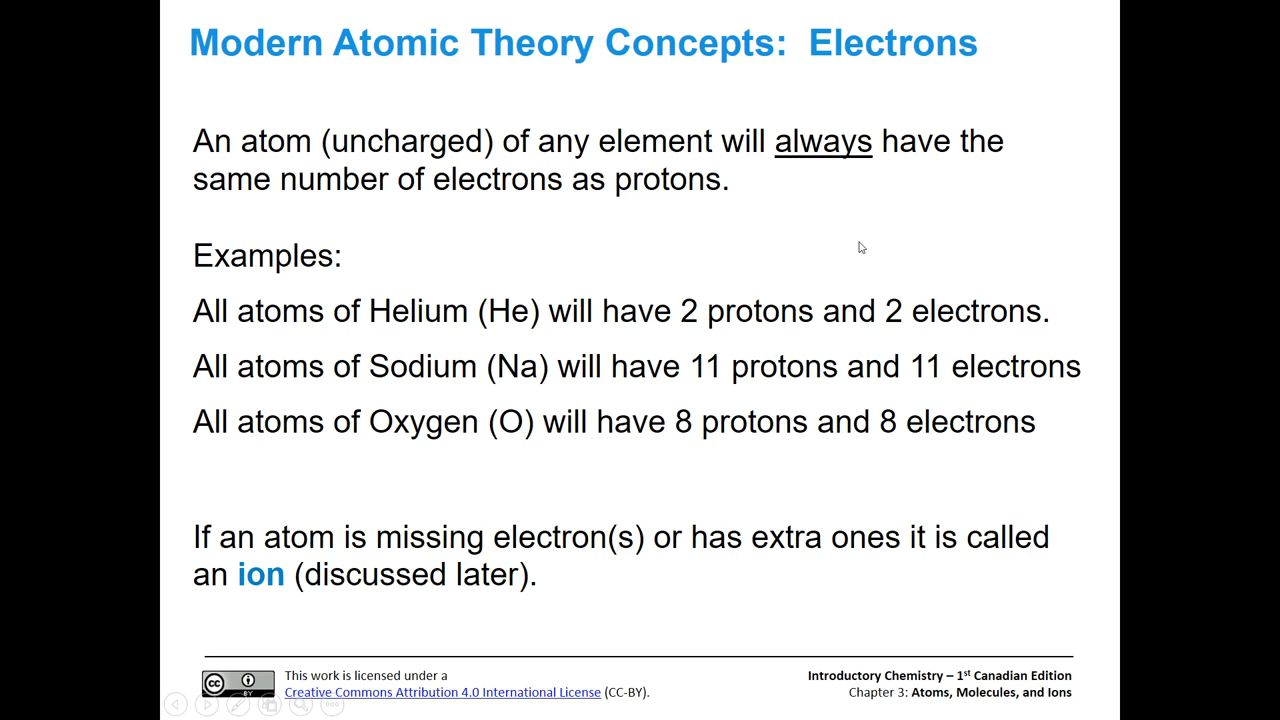 Modern Atomic Theory Concepts:  Electrons
An atom (uncharged) of any element will always have the
same number of electrons as protons.
Examples:
All atoms of Helium (He) will have 2 protons and 2 electrons.
All atoms of Sodium (Na) will have 11 protons and 11 electrons
All atoms of Oxygen (O) will have 8 protons and 8 electrons
If an atom is missing electron(s) or has extra ones it is called
an ion (discussed later).
cc BY
This work is licensed under a
Creative Commons Attribution 4.0 International License (CC-BY).
Introductory Chemistry – 1st Canadian Edition
Chapter 3: Atoms, Molecules, and Ions